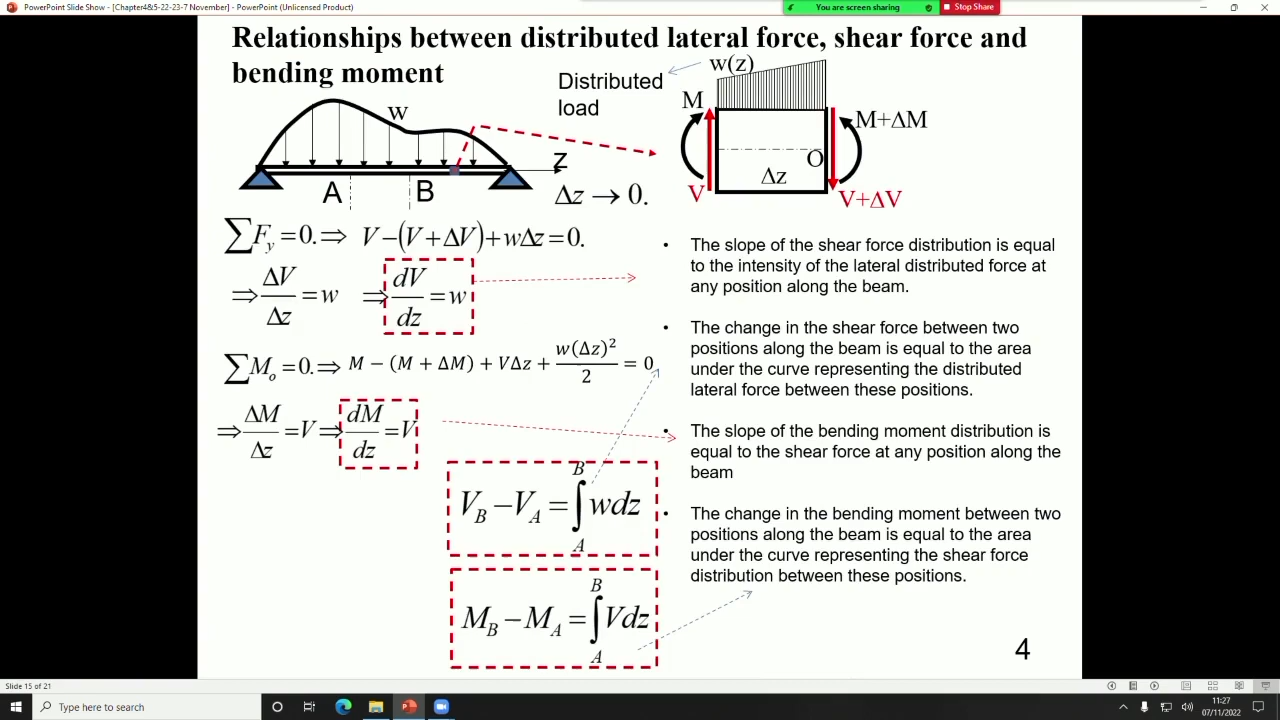 PowerPoint Slide Show - [Chapter4&5-22-23-7 November] - PowerPoint (Unlicensed Product)
You are screen sharing
Stop Share
Relationships between distributed lateral force, shear force and
bending moment
Distributed
load
w(z)
w
z
A
B
Δz → 0.
M
M+ΔM
O
Δz
V
V+ΔV
∑F_y = 0. ⇒ V − (V + ΔV) + wΔz = 0.
⇒ ΔV/Δz = w ⇒ dV/dz = w
∑M_o = 0. ⇒ M − (M + ΔM) + VΔz + w(Δz)²/2 = 0
⇒ ΔM/Δz = V ⇒ dM/dz = V
V_B − V_A = ∫_A^B wdz
M_B − M_A = ∫_A^B Vdz
• The slope of the shear force distribution is equal
to the intensity of the lateral distributed force at
any position along the beam.
• The change in the shear force between two
positions along the beam is equal to the area
under the curve representing the distributed
lateral force between these positions.
• The slope of the bending moment distribution is
equal to the shear force at any position along the
beam
• The change in the bending moment between two
positions along the beam is equal to the area
under the curve representing the shear force
distribution between these positions.
4
Slide 15 of 21
Type here to search
11:27
07/11/2022